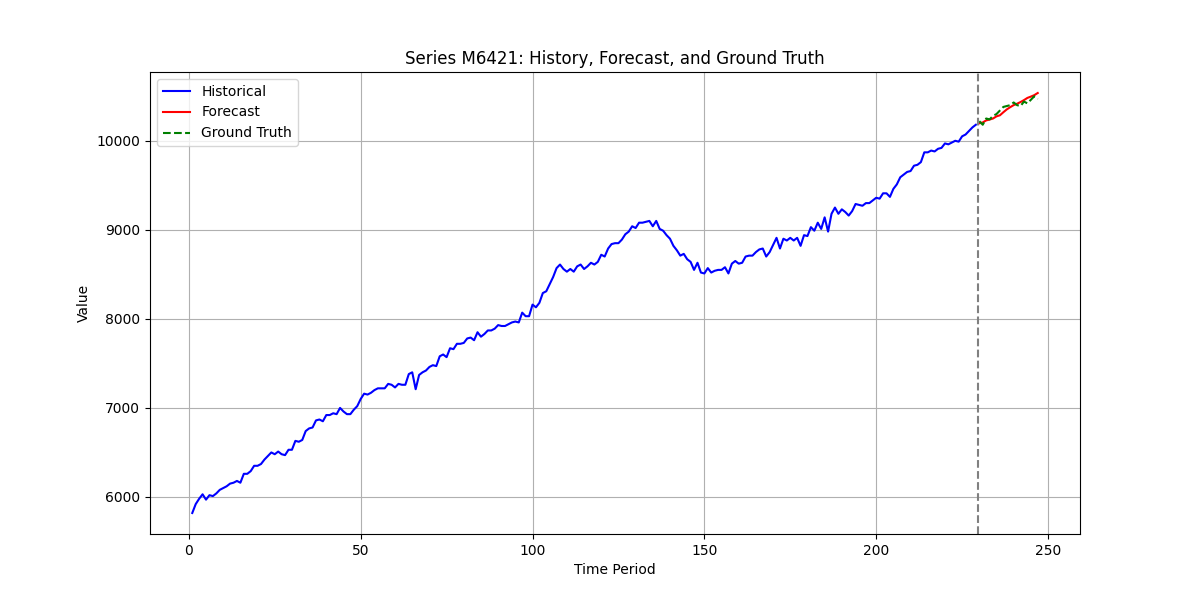 Series M6421: History, Forecast, and Ground Truth
Historical
Forecast
Ground Truth
10000
9000
8000
7000
6000
Value
0 50 100 150 200 250
Time Period